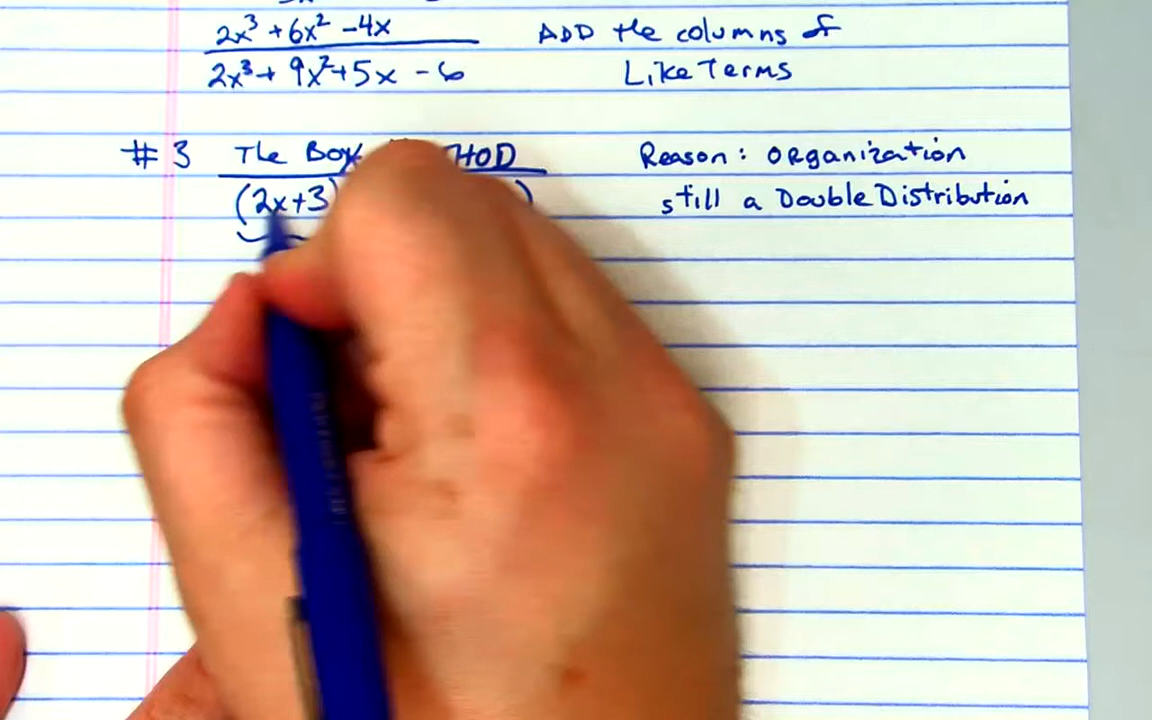 2x³ + 6x² - 4x ADD the columns of
2x³ + 9x² + 5x - 6 Like Terms
# 3 The Box Reason: Organization
(2x+3) ) still a Double Distribution